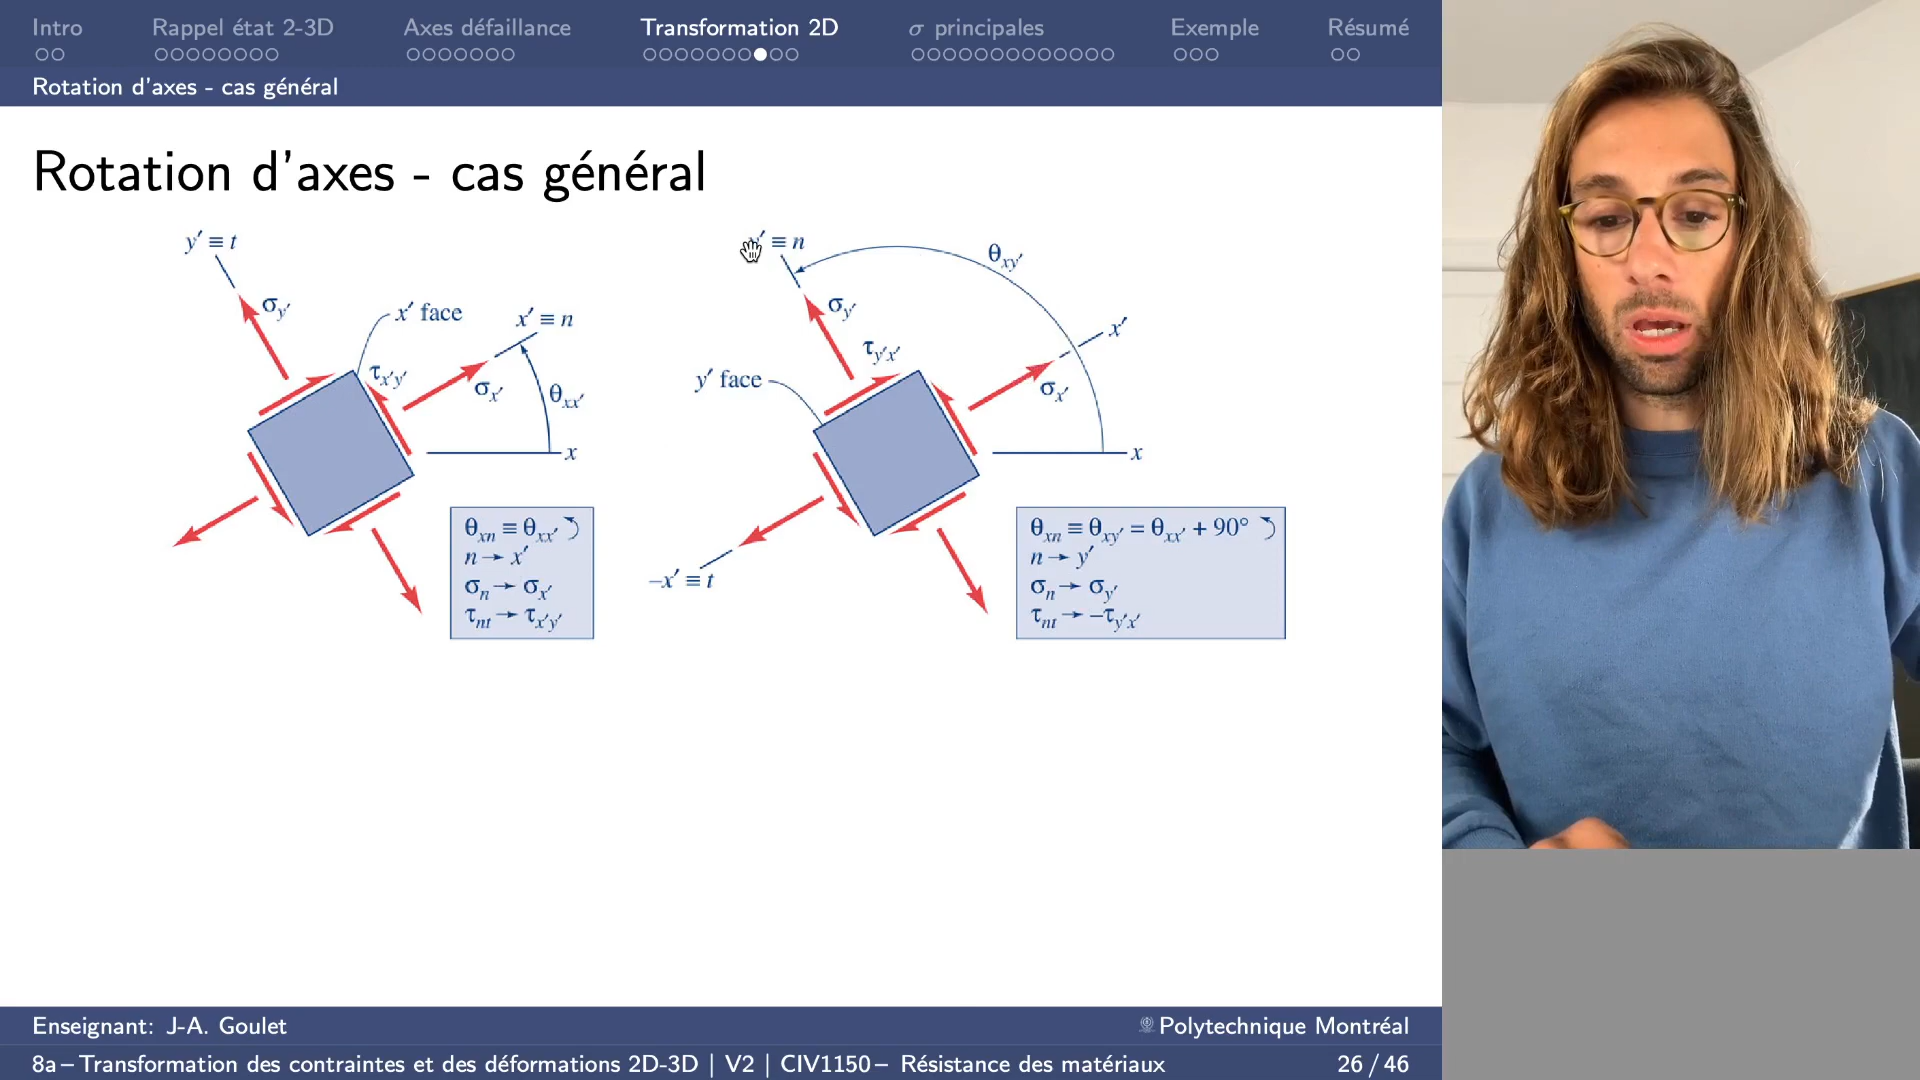 Intro Rappel état 2-3D Axes défaillance Transformation 2D σ principales Exemple Résumé
Rotation d'axes - cas général
Rotation d'axes - cas général
y′ ≡ t
σy′
x′ face
x′ ≡ n
τx′y′
σx′
θxx′
x
θxn ≡ θxx′
n → x′
σn → σx′
τnt → τx′y′
≡ n
θxy′
σy′
x′
τy′x′
y′ face
σx′
x
−x′ ≡ t
θxn ≡ θxy′ = θxx′ + 90°
n → y′
σn → σy′
τnt → −τy′x′
Enseignant: J-A. Goulet Polytechnique Montréal
8a – Transformation des contraintes et des déformations 2D-3D | V2 | CIV1150 – Résistance des matériaux 26 / 46